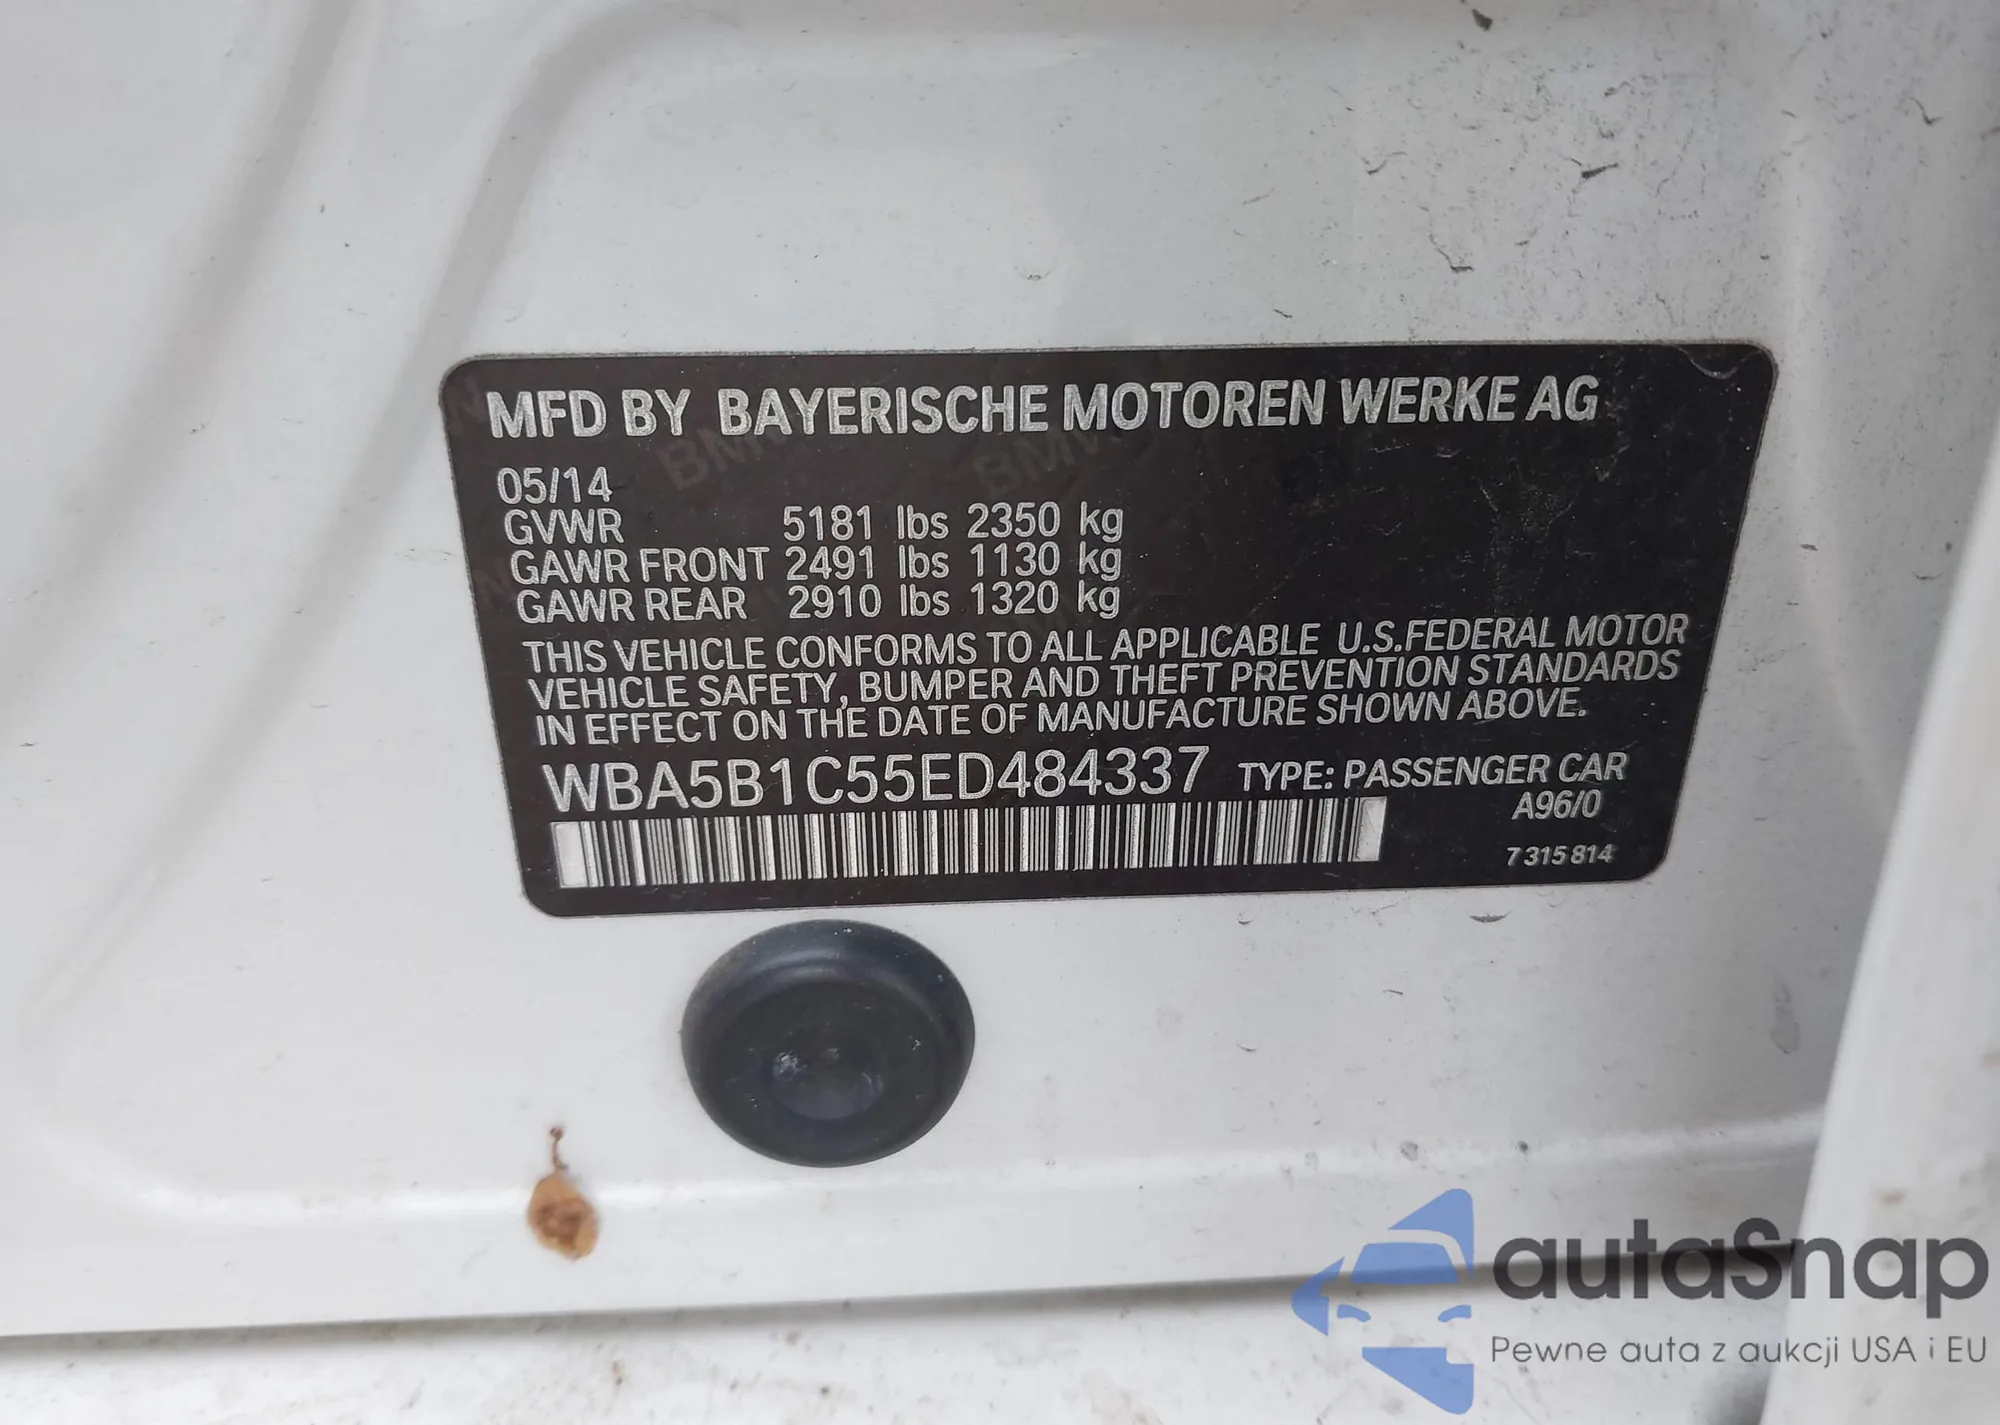 MFD BY BAYERISCHE MOTOREN WERKE AG
05/14
GVWR 5181 lbs 2350 kg
GAWR FRONT 2491 lbs 1130 kg
GAWR REAR 2910 lbs 1320 kg
THIS VEHICLE CONFORMS TO ALL APPLICABLE U.S.FEDERAL MOTOR
VEHICLE SAFETY, BUMPER AND THEFT PREVENTION STANDARDS
IN EFFECT ON THE DATE OF MANUFACTURE SHOWN ABOVE.
WBA5B1C55ED484337 TYPE: PASSENGER CAR
A96/0
7 315 814
autaSnap
Pewne auta z aukcji USA i EU